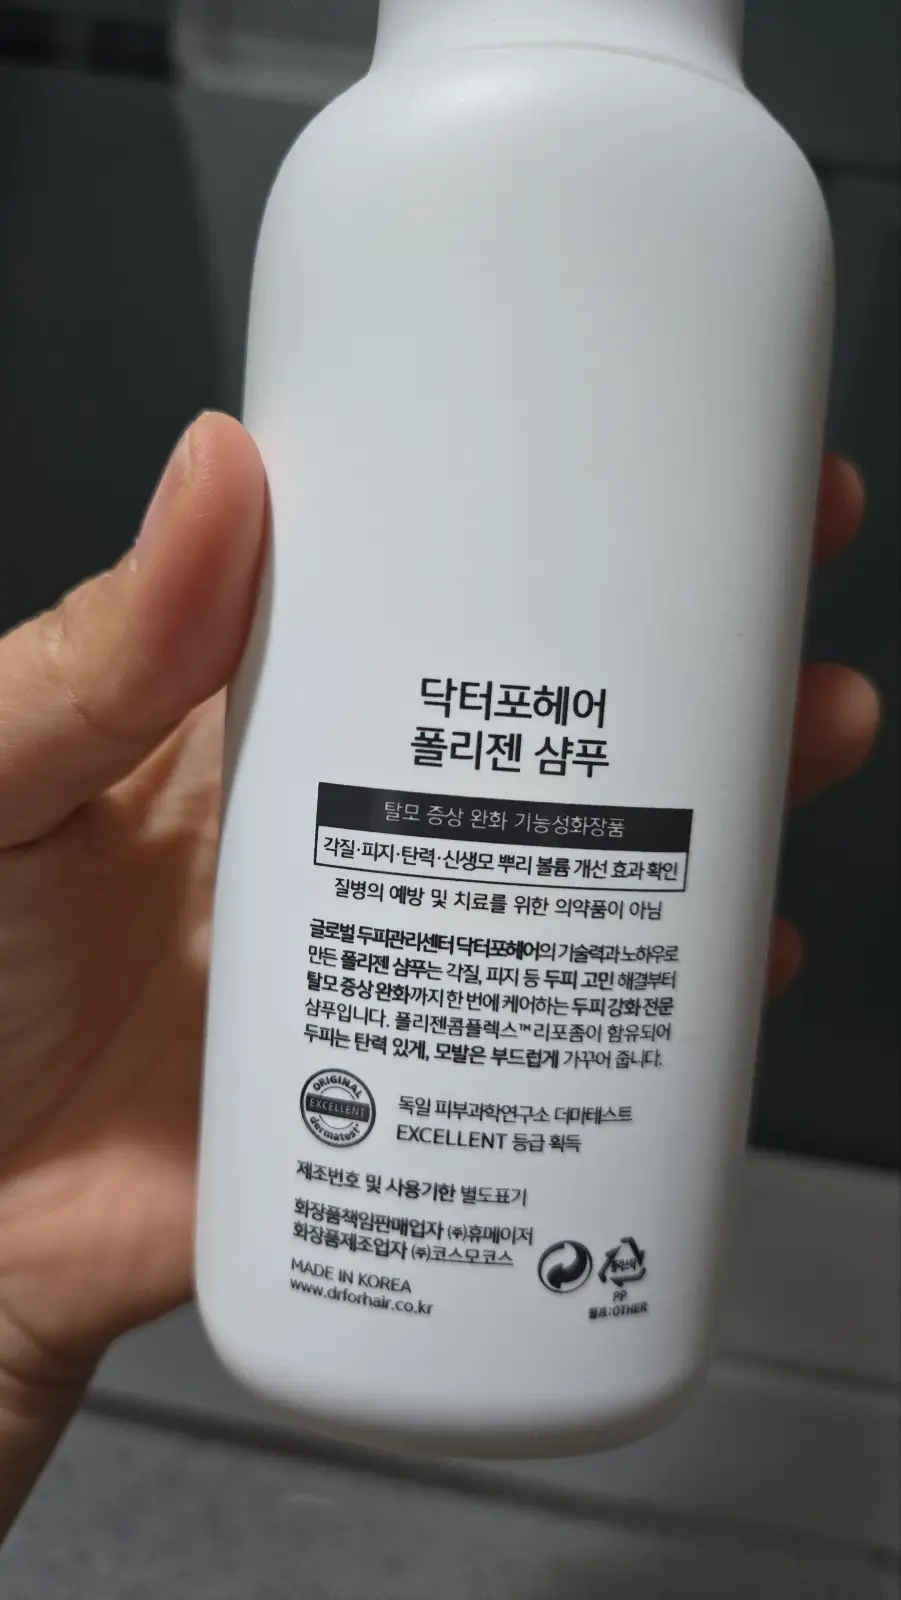 닥터포헤어
폴리젠 샴푸
탈모 증상 완화 기능성화장품
각질·피지·탄력·신생모 뿌리 볼륨 개선 효과 확인
질병의 예방 및 치료를 위한 의약품이 아님
글로벌 두피관리센터 닥터포헤어의 기술력과 노하우로
만든 폴리젠 샴푸는 각질, 피지 등 두피 고민 해결부터
탈모 증상 완화까지 한 번에 케어하는 두피 강화 전문
샴푸입니다. 폴리젠콤플렉스™ 리포좀이 함유되어
두피는 탄력 있게, 모발은 부드럽게 가꾸어 줍니다.
ORIGINAL
EXCELLENT
dermatest®
독일 피부과학연구소 더마테스트
EXCELLENT 등급 획득
제조번호 및 사용기한 별도표기
화장품책임판매업자 ㈜휴메이저
화장품제조업자 ㈜코스모코스
MADE IN KOREA
www.drforhair.co.kr
플라스틱
PP
펌프:OTHER